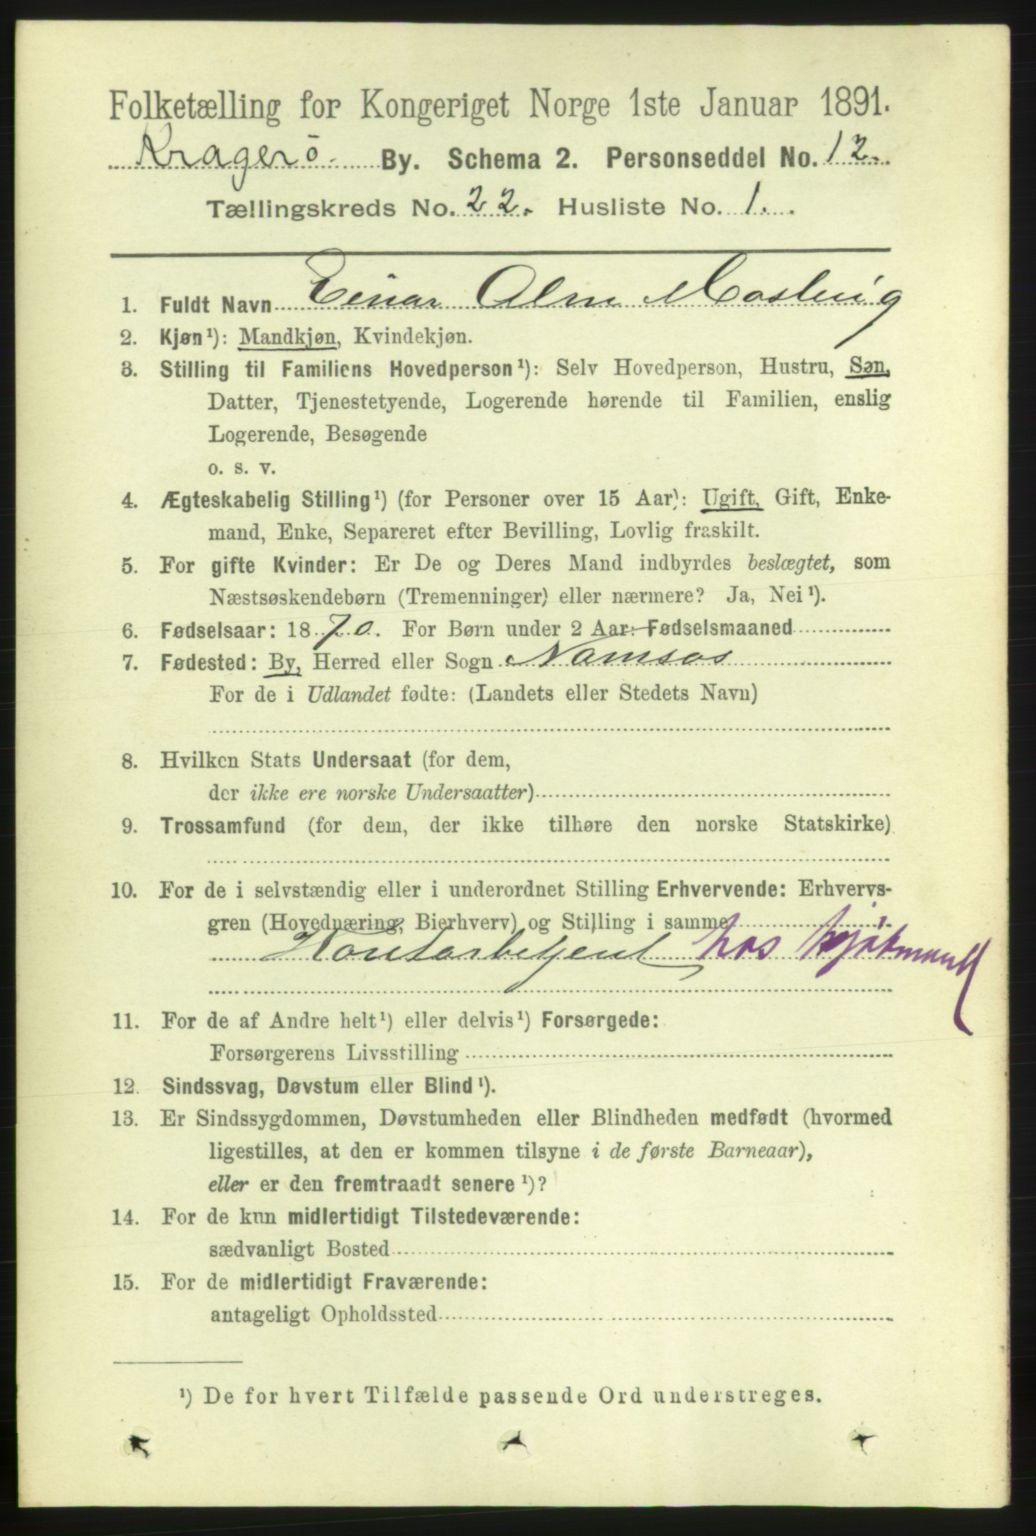 Folketælling for Kongeriget Norge 1ste Januar 1891.
Kragerö. By. Schema 2. Personseddel No. 12.
Tællingskreds No. 22. Husliste No. 1.
1. Fuldt Navn Einar Alm
2. Kjøn¹): Mandkjøn, Kvindekjøn.
3. Stilling til Familiens Hovedperson¹): Selv Hovedperson, Hustru, Søn,
Datter, Tjenestetyende, Logerende hørende til Familien, enslig
Logerende, Besøgende
o. s. v.
4. Ægteskabelig Stilling¹) (for Personer over 15 Aar): Ugift, Gift, Enke-
mand, Enke, Separeret efter Bevilling, Lovlig fraskilt.
5. For gifte Kvinder: Er De og Deres Mand indbyrdes beslægtet, som
Næstsøskendebørn (Tremenninger) eller nærmere? Ja, Nei¹).
6. Fødselsaar: 1870. For Børn under 2 Aar: Fødselsmaaned
7. Fødested: By, Herred eller Sogn Namsos
For de i Udlandet fødte: (Landets eller Stedets Navn)
8. Hvilken Stats Undersaat (for dem,
der ikke ere norske Undersaatter)
9. Trossamfund (for dem, der ikke tilhøre den norske Statskirke)
10. For de i selvstændig eller i underordnet Stilling Erhvervende: Erhvervs-
gren (Hovednæring, Bierhverv) og Stilling i samme
Kontorbetjent hos kjøbmand
11. For de af Andre helt¹) eller delvis¹) Forsørgede:
Forsørgerens Livsstilling
12. Sindssvag, Døvstum eller Blind¹).
13. Er Sindssygdommen, Døvstumheden eller Blindheden medfødt (hvormed
ligestilles, at den er kommen tilsyne i de første Barneaar),
eller er den fremtraadt senere¹)?
14. For de kun midlertidigt Tilstedeværende:
sædvanligt Bosted
15. For de midlertidigt Fraværende:
antageligt Opholdssted
¹) De for hvert Tilfælde passende Ord understreges.